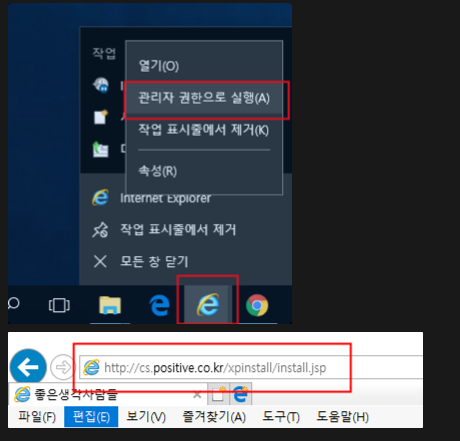 작업
열기(O)
관리자 권한으로 실행(A)
작업 표시줄에서 제거(K)
속성(R)
Internet Explorer
작업 표시줄에서 제거
모든 창 닫기
http://cs.positive.co.kr/xpinstall/install.jsp
좋은생각사람들
파일(F) 편집(E) 보기(V) 즐겨찾기(A) 도구(T) 도움말(H)